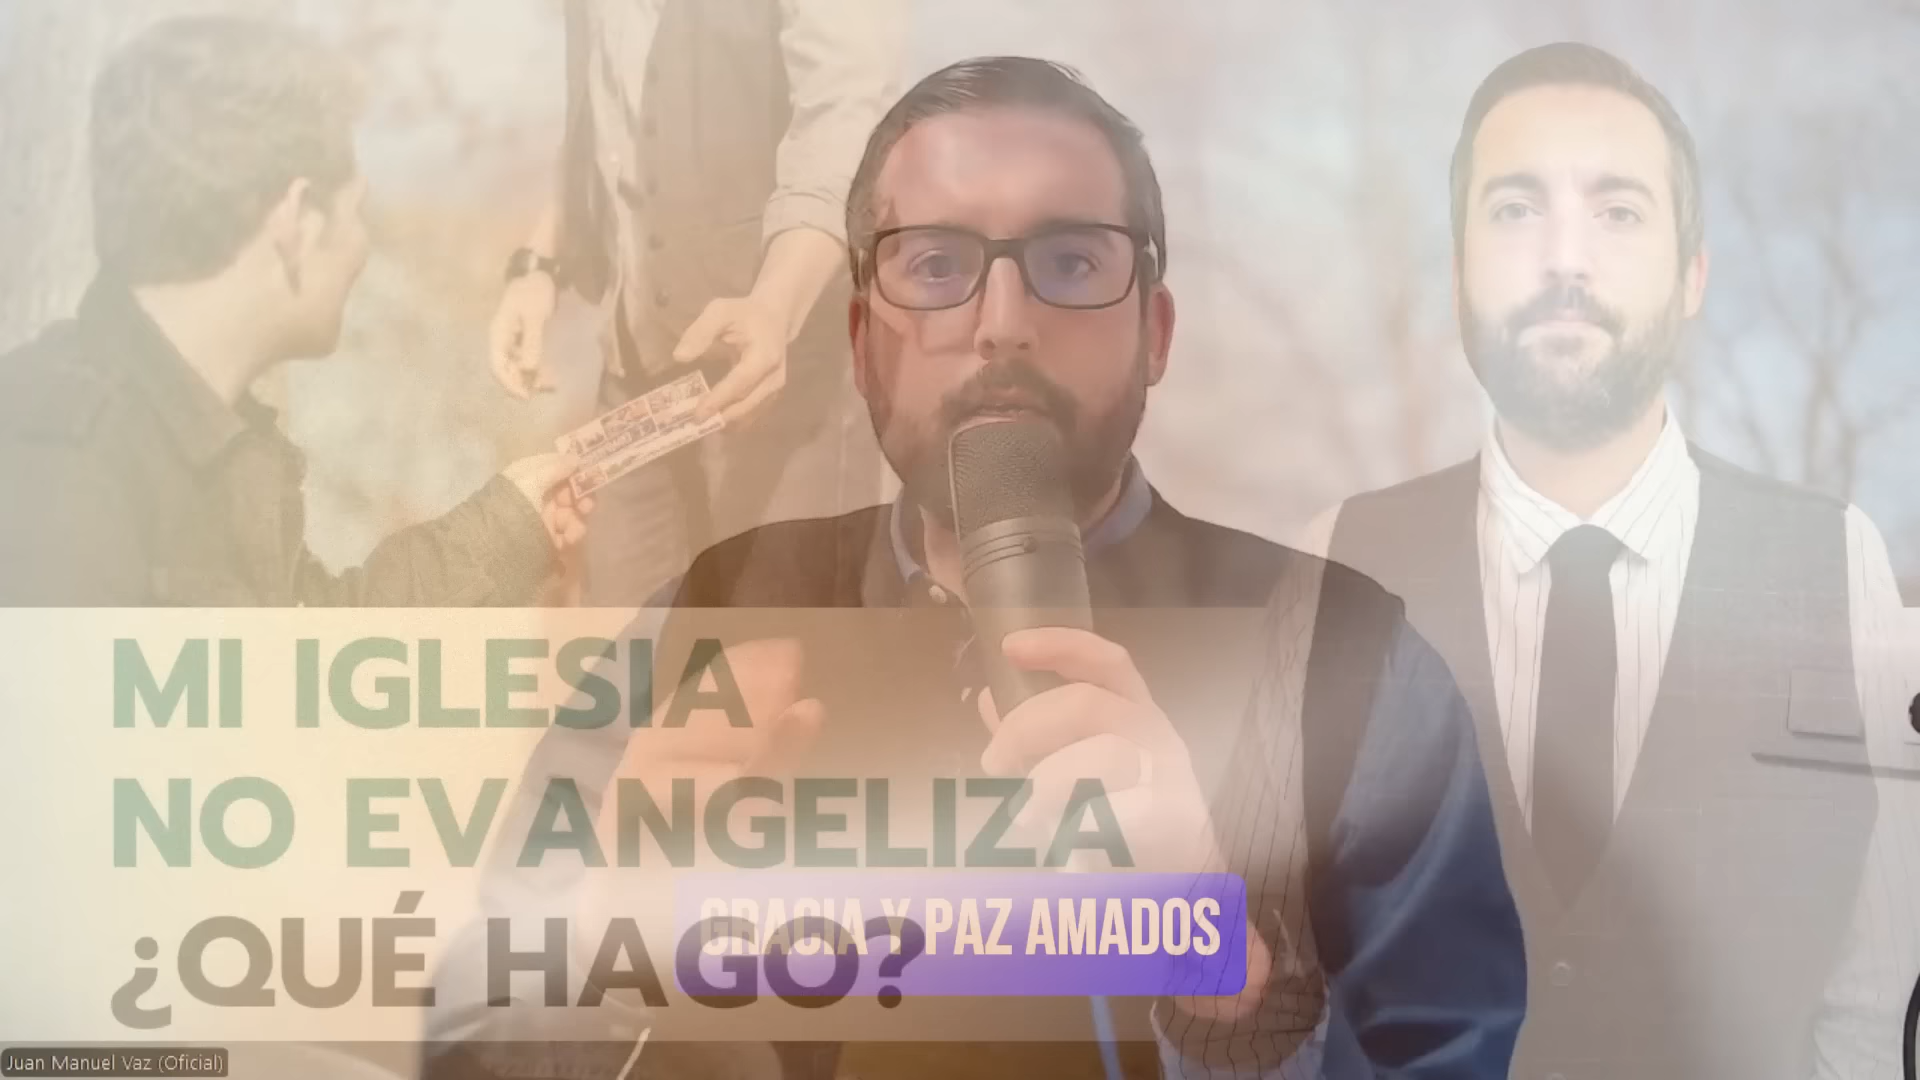 MI IGLESIA
NO EVANGELIZA
¿QUÉ HAGO?
GRACIA Y PAZ AMADOS
Juan Manuel Vaz (Oficial)